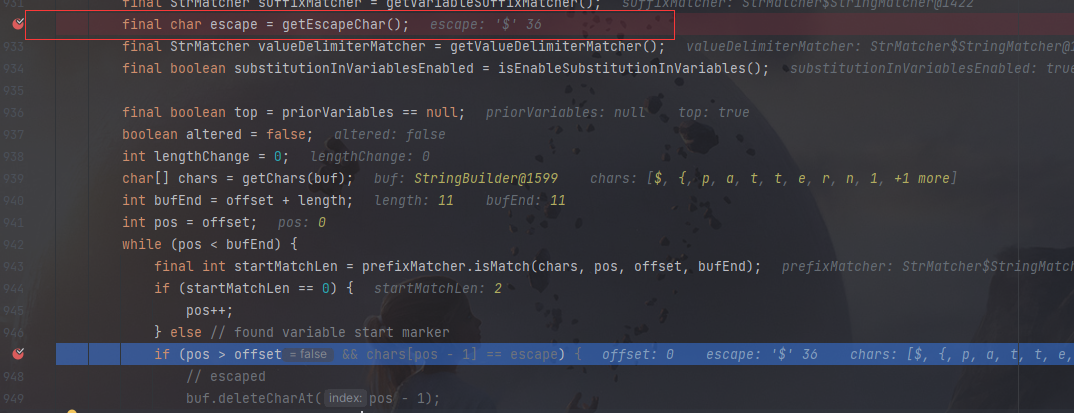 931 final StrMatcher suffixMatcher = getVariableSuffixMatcher(); suffixMatcher: StrMatcher$StringMatcher@1422
final char escape = getEscapeChar(); escape: '$' 36
933 final StrMatcher valueDelimiterMatcher = getValueDelimiterMatcher(); valueDelimiterMatcher: StrMatcher$StringMatcher@1
934 final boolean substitutionInVariablesEnabled = isEnableSubstitutionInVariables(); substitutionInVariablesEnabled: true
935
936 final boolean top = priorVariables == null; priorVariables: null top: true
937 boolean altered = false; altered: false
938 int lengthChange = 0; lengthChange: 0
939 char[] chars = getChars(buf); buf: StringBuilder@1599 chars: [$, {, p, a, t, t, e, r, n, 1, +1 more]
940 int bufEnd = offset + length; length: 11 bufEnd: 11
941 int pos = offset; pos: 0
942 while (pos < bufEnd) {
943 final int startMatchLen = prefixMatcher.isMatch(chars, pos, offset, bufEnd); prefixMatcher: StrMatcher$StringMatch
944 if (startMatchLen == 0) { startMatchLen: 2
945 pos++;
946 } else // found variable start marker
if (pos > offset = false && chars[pos - 1] == escape) { offset: 0 escape: '$' 36 chars: [$, {, p, a, t, t, e,
948 // escaped
949 buf.deleteCharAt( index: pos - 1);